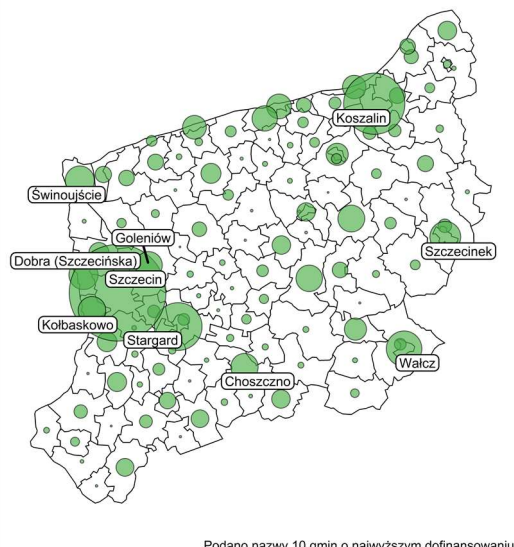 Koszalin
Świnoujście
Goleniów
Szczecinek
Dobra (Szczecińska)
Szczecin
Kołbaskowo
Stargard
Wałcz
Choszczno
Podano nazwy 10 gmin o najwyższym dofinansowaniu